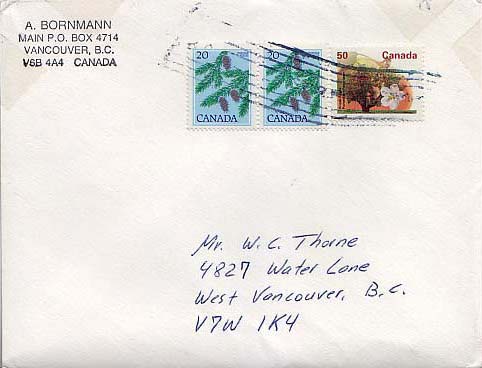 A. BORNMANN
MAIN P.O. BOX 4714
VANCOUVER, B.C.
V6B 4A4 CANADA
20
CANADA
20
CANADA
50 Canada
Mr. W. C. Thorne
4827 Water Lane
West Vancouver, B.C.
V7W 1K4